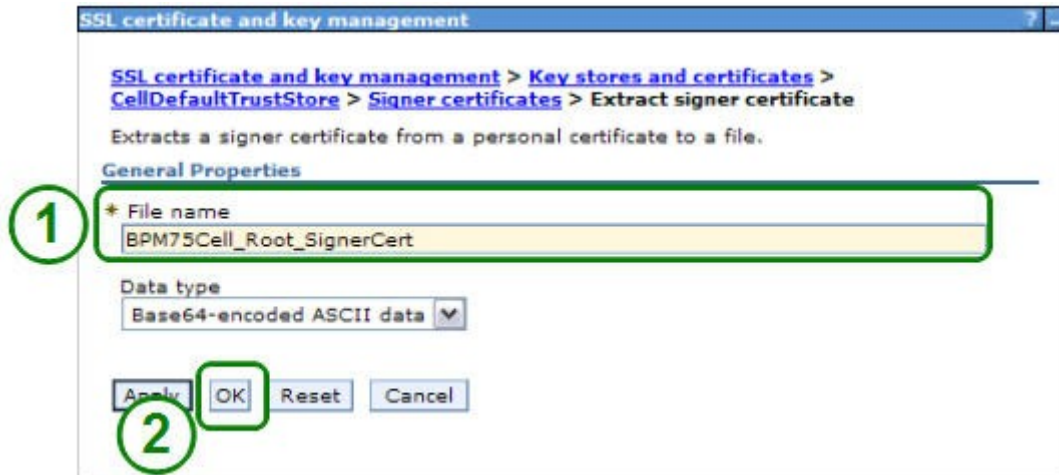 SSL certificate and key management ? -
SSL certificate and key management > Key stores and certificates >
CellDefaultTrustStore > Signer certificates > Extract signer certificate
Extracts a signer certificate from a personal certificate to a file.
General Properties
1
* File name
BPM75Cell_Root_SignerCert
Data type
Base64-encoded ASCII data
Apply OK Reset Cancel
2